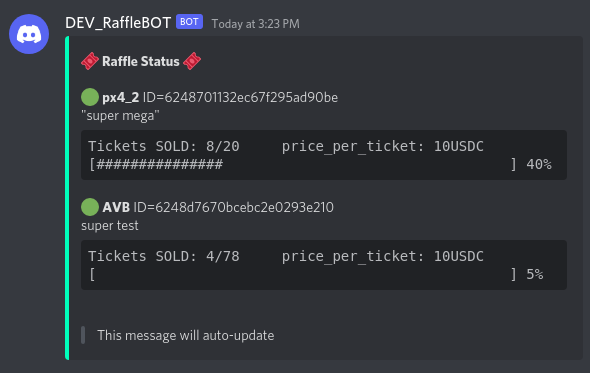 DEV_RaffleBOT BOT Today at 3:23 PM
Raffle Status
px4_2 ID=6248701132ec67f295ad90be
"super mega"
Tickets SOLD: 8/20     price_per_ticket: 10USDC
[###############                                  ] 40%
AVB ID=6248d7670bcebc2e0293e210
super test
Tickets SOLD: 4/78     price_per_ticket: 10USDC
[                                                 ] 5%
This message will auto-update